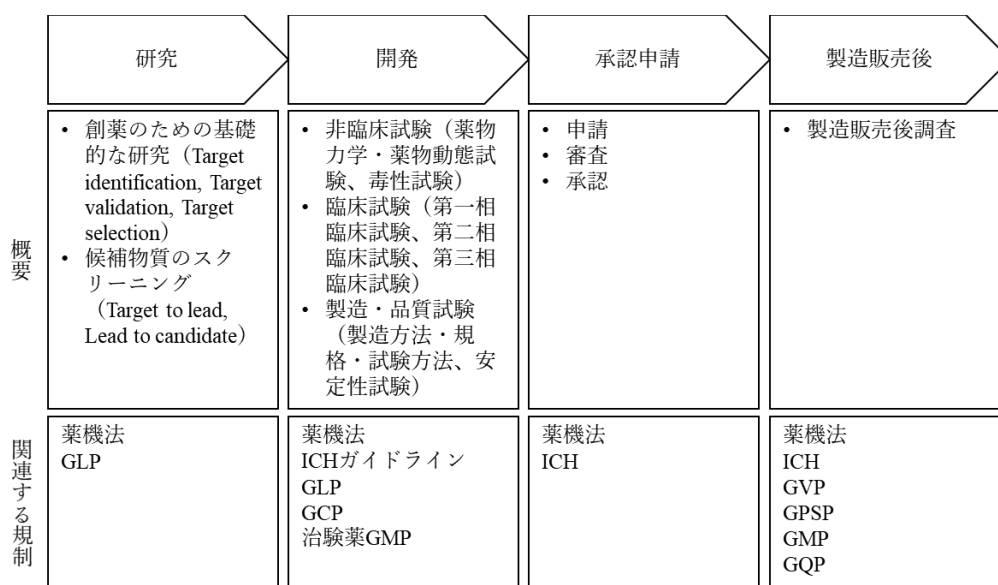 研究
開発
承認申請
製造販売後
概要
• 創薬のための基礎
的な研究（Target
identification, Target
validation, Target
selection）
• 候補物質のスク
リーニング
（Target to lead,
Lead to candidate）
• 非臨床試験（薬物
力学・薬物動態試
験、毒性試験）
• 臨床試験（第一相
臨床試験、第二相
臨床試験、第三相
臨床試験）
• 製造・品質試験
（製造方法・規
格・試験方法、安
定性試験）
• 申請
• 審査
• 承認
• 製造販売後調査
関連する規制
薬機法
GLP
薬機法
ICHガイドライン
GLP
GCP
治験薬GMP
薬機法
ICH
薬機法
ICH
GVP
GPSP
GMP
GQP